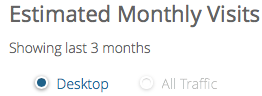 Estimated Monthly Visits
Showing last 3 months
Desktop All Traffic